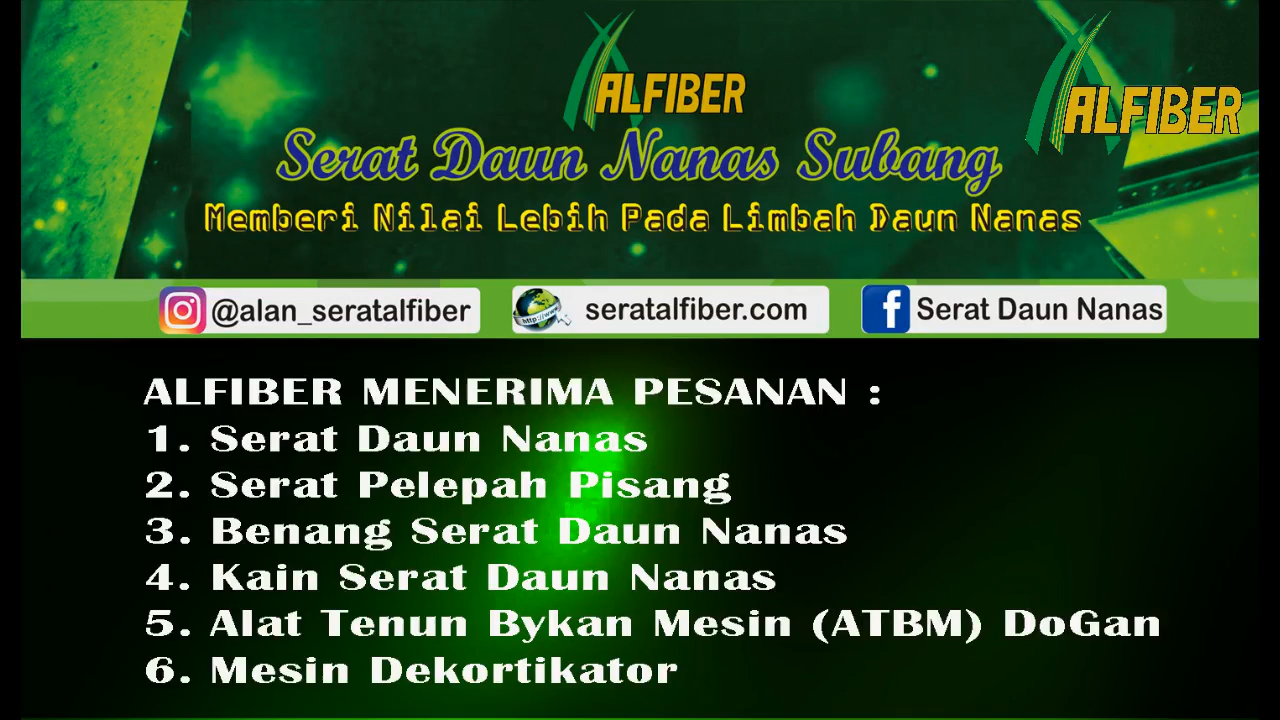 ALFIBER
ALFIBER
Serat Daun Nanas Subang
Memberi Nilai Lebih Pada Limbah Daun Nanas
@alan_seratalfiber
http://www
seratalfiber.com
Serat Daun Nanas
ALFIBER MENERIMA PESANAN :
1. Serat Daun Nanas
2. Serat Pelepah Pisang
3. Benang Serat Daun Nanas
4. Kain Serat Daun Nanas
5. Alat Tenun Bykan Mesin (ATBM) DoGan
6. Mesin Dekortikator